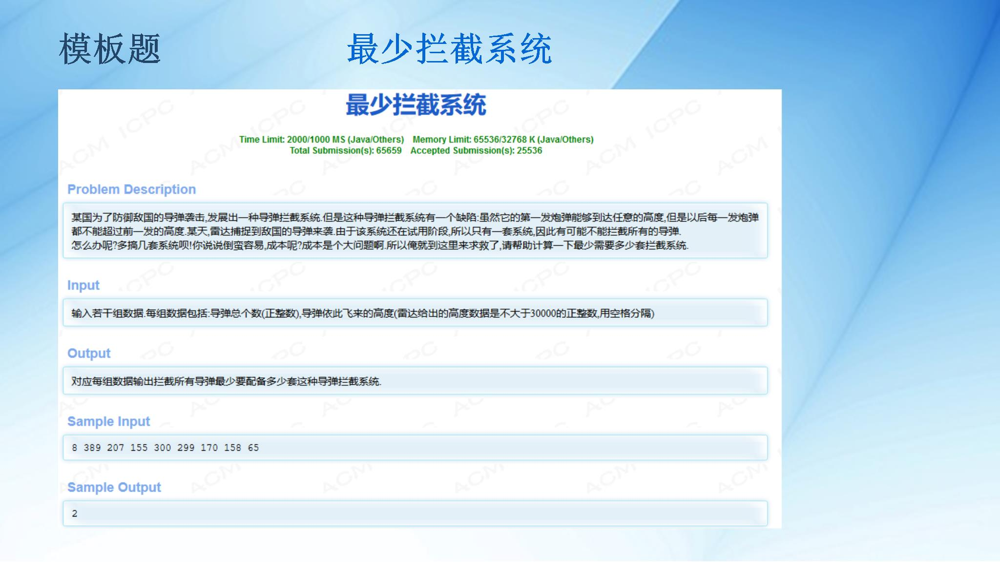 模板题 最少拦截系统
最少拦截系统
Time Limit: 2000/1000 MS (Java/Others) Memory Limit: 65536/32768 K (Java/Others)
Total Submission(s): 65659 Accepted Submission(s): 25536
Problem Description
某国为了防御敌国的导弹袭击,发展出一种导弹拦截系统.但是这种导弹拦截系统有一个缺陷:虽然它的第一发炮弹能够到达任意的高度,但是以后每一发炮弹
都不能超过前一发的高度.某天,雷达捕捉到敌国的导弹来袭.由于该系统还在试用阶段,所以只有一套系统,因此有可能不能拦截所有的导弹.
怎么办呢?多搞几套系统呗!你说说倒蛮容易,成本呢?成本是个大问题啊.所以俺就到这里来求救了,请帮助计算一下最少需要多少套拦截系统.
Input
输入若干组数据.每组数据包括:导弹总个数(正整数),导弹依此飞来的高度(雷达给出的高度数据是不大于30000的正整数,用空格分隔)
Output
对应每组数据输出拦截所有导弹最少要配备多少套这种导弹拦截系统.
Sample Input
8 389 207 155 300 299 170 158 65
Sample Output
2